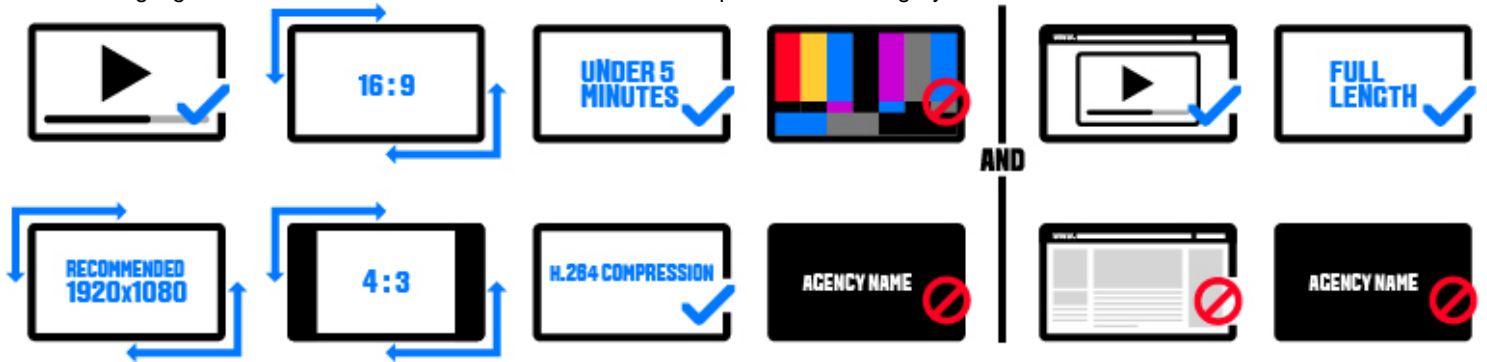 16:9
UNDER 5
MINUTES
AND
FULL
LENGTH
RECOMMENDED
1920x1080
4:3
H.264 COMPRESSION
AGENCY NAME
AGENCY NAME